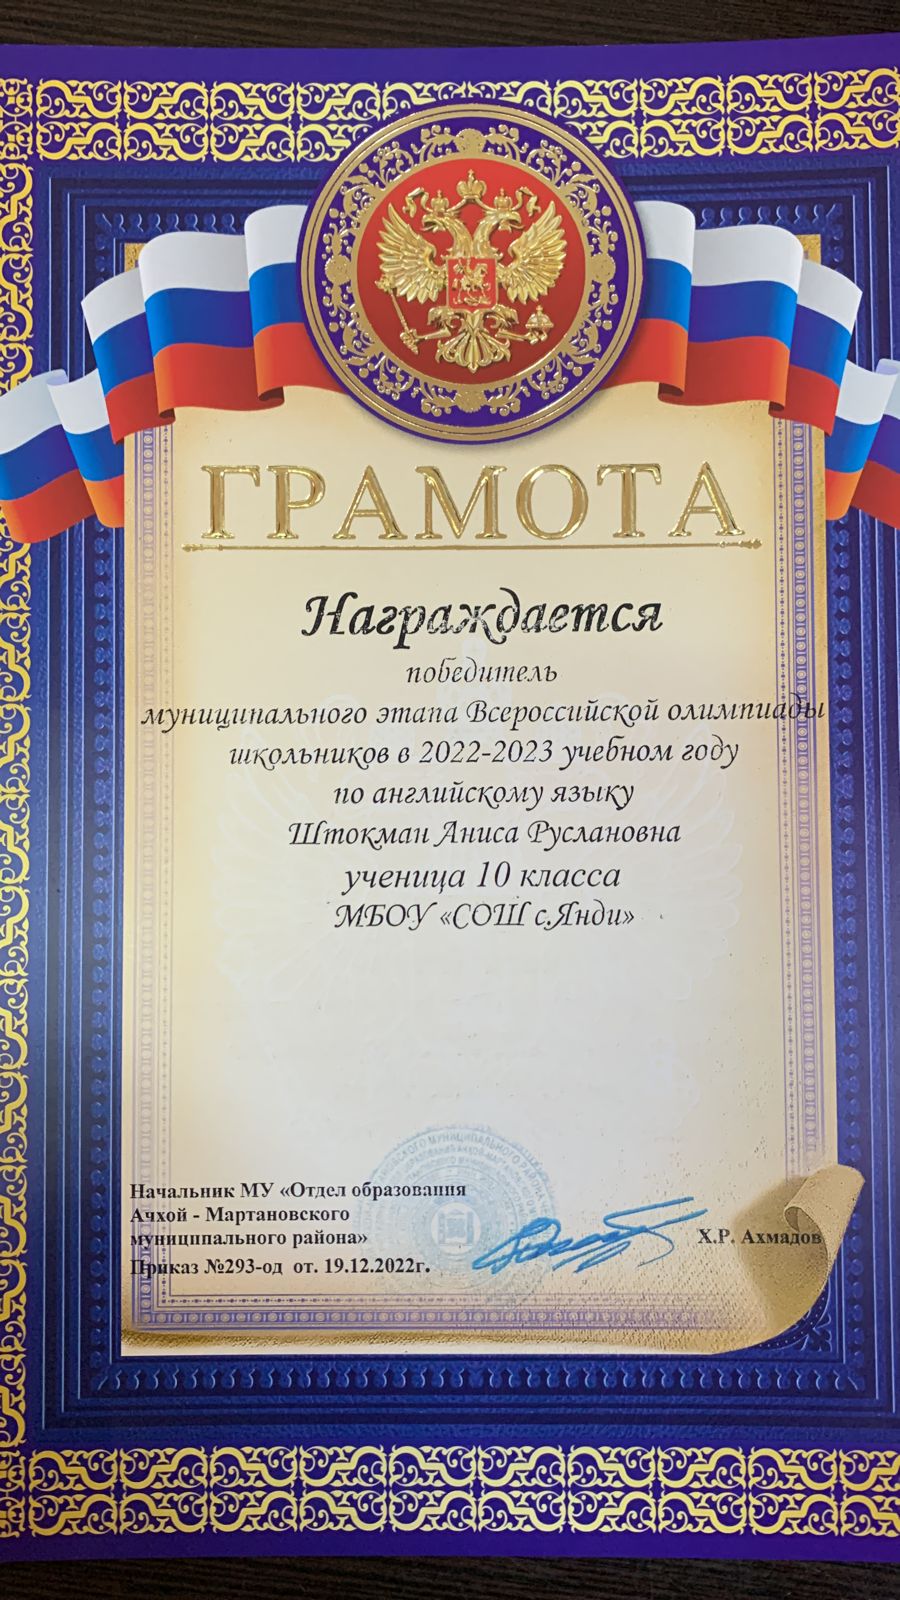 ГРАМОТА
Награждается
победитель
муниципального этапа Всероссийской олимпиады
школьников в 2022-2023 учебном году
по английскому языку
Штокман Аниса Руслановна
ученица 10 класса
МБОУ «СОШ с.Янди»
Начальник МУ «Отдел образования
Ачхой - Мартановского
муниципального района»
Х.Р. Ахмадов
Приказ №293-од от. 19.12.2022г.